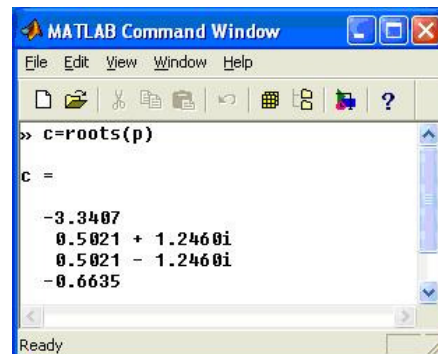 MATLAB Command Window
File Edit View Window Help
?
» c=roots(p)
c =
-3.3407
0.5021 + 1.2460i
0.5021 - 1.2460i
-0.6635
Ready